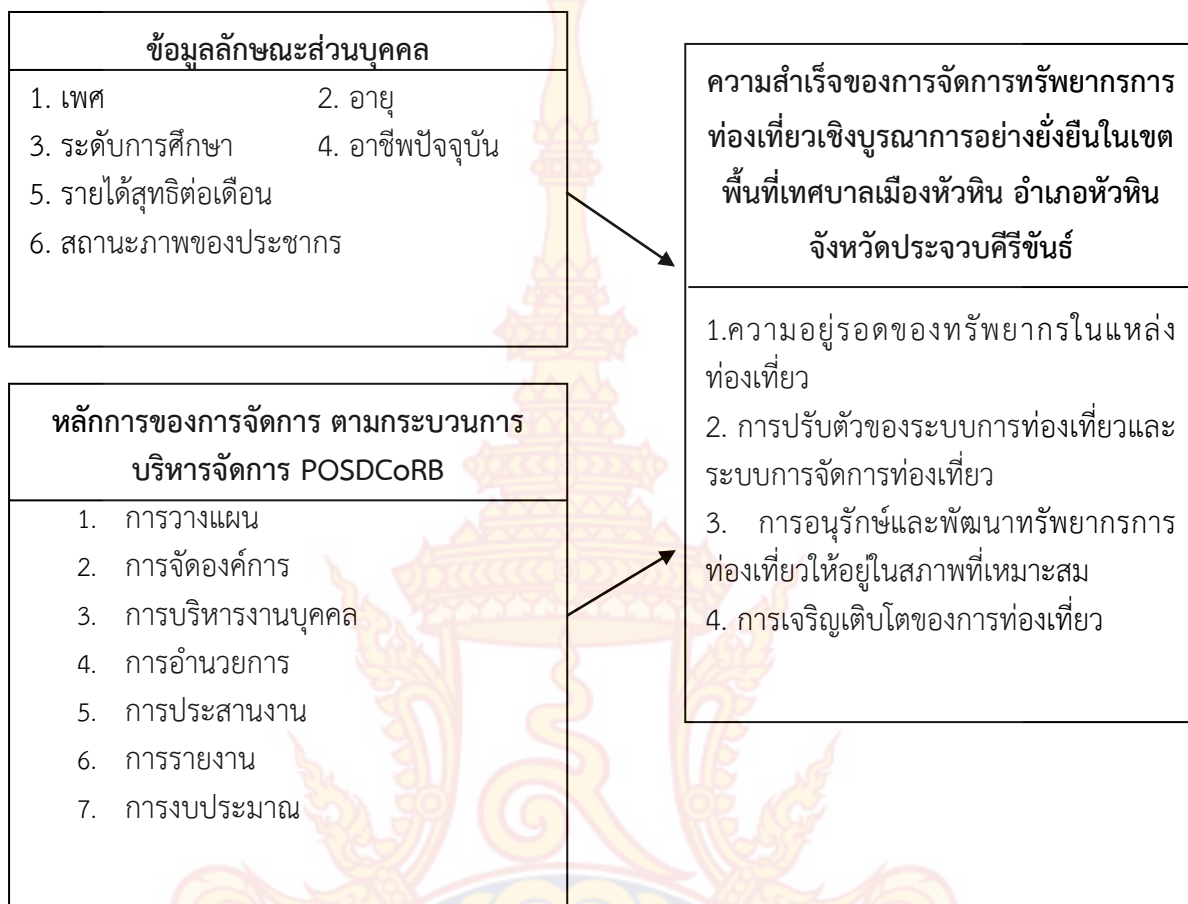 ข้อมูลลักษณะส่วนบุคคล
1. เพศ 2. อายุ
3. ระดับการศึกษา 4. อาชีพปัจจุบัน
5. รายได้สุทธิต่อเดือน
6. สถานะภาพของประชากร
หลักการของการจัดการ ตามกระบวนการ
บริหารจัดการ POSDCoRB
1. การวางแผน
2. การจัดองค์การ
3. การบริหารงานบุคคล
4. การอำนวยการ
5. การประสานงาน
6. การรายงาน
7. การงบประมาณ
ความสำเร็จของการจัดการทรัพยากรการ
ท่องเที่ยวเชิงบูรณาการอย่างยั่งยืนในเขต
พื้นที่เทศบาลเมืองหัวหิน อำเภอหัวหิน
จังหวัดประจวบคีรีขันธ์
1.ความอยู่รอดของทรัพยากรในแหล่ง
ท่องเที่ยว
2. การปรับตัวของระบบการท่องเที่ยวและ
ระบบการจัดการท่องเที่ยว
3. การอนุรักษ์และพัฒนาทรัพยากรการ
ท่องเที่ยวให้อยู่ในสภาพที่เหมาะสม
4. การเจริญเติบโตของการท่องเที่ยว